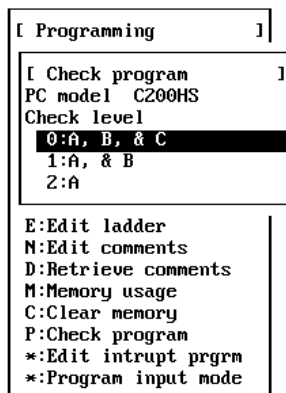 [ Programming ]
[ Check program ]
PC model C200HS
Check level
0:A, B, & C
1:A, & B
2:A
E:Edit ladder
N:Edit comments
D:Retrieve comments
M:Memory usage
C:Clear memory
P:Check program
*:Edit intrupt prgrm
*:Program input mode